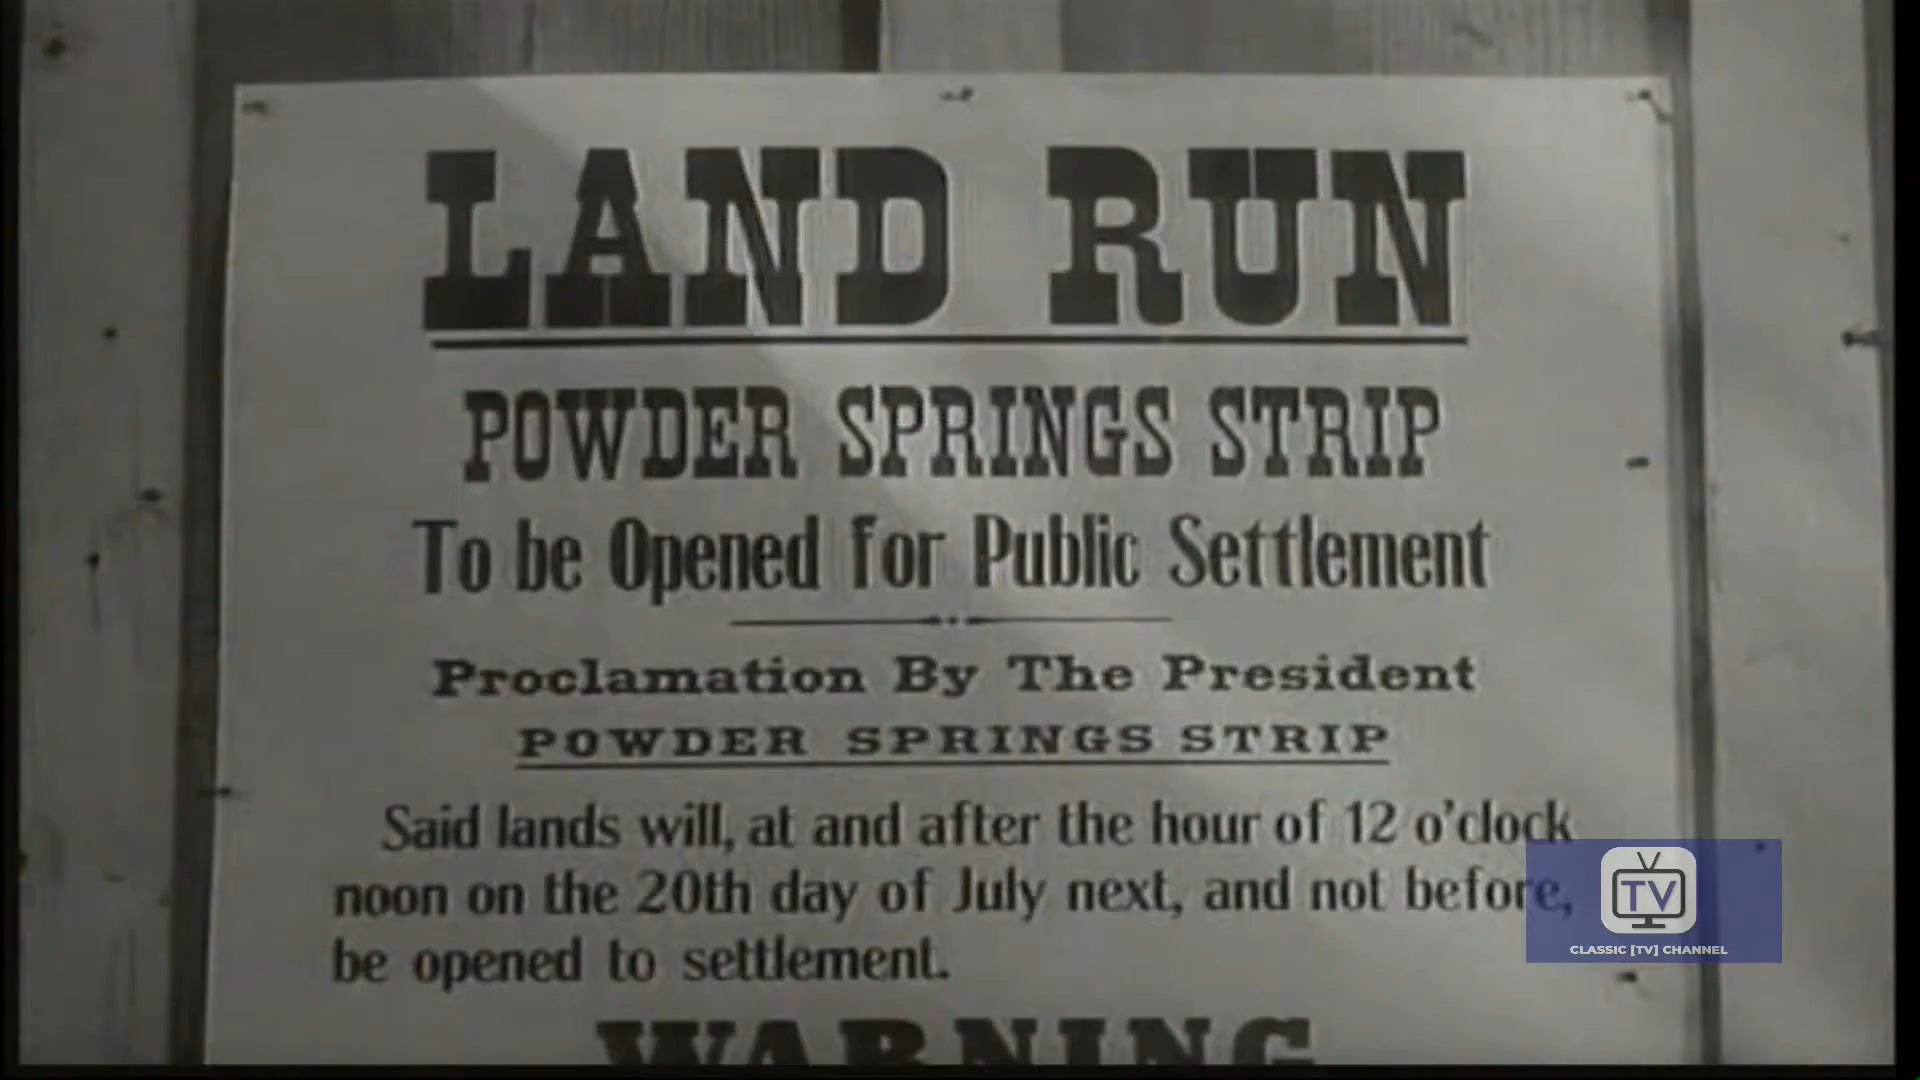 LAND RUN
POWDER SPRINGS STRIP
To be Opened for Public Settlement
Proclamation By The President
POWDER SPRINGS STRIP
Said lands will, at and after the hour of 12 o'clock
noon on the 20th day of July next, and not before,
be opened to settlement.
WARNING
TV
CLASSIC [TV] CHANNEL